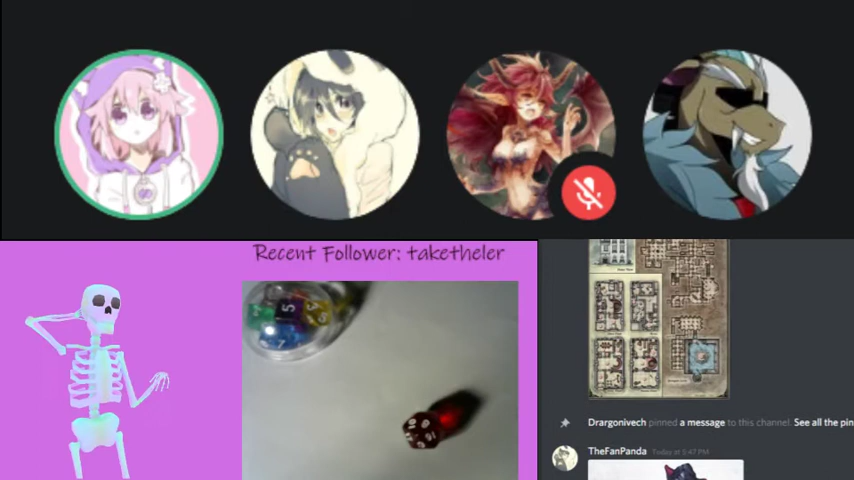 Recent Follower: taketheler
Drargonivech pinned a message to this channel. See all the pin
TheFanPanda Today at 5:47 PM